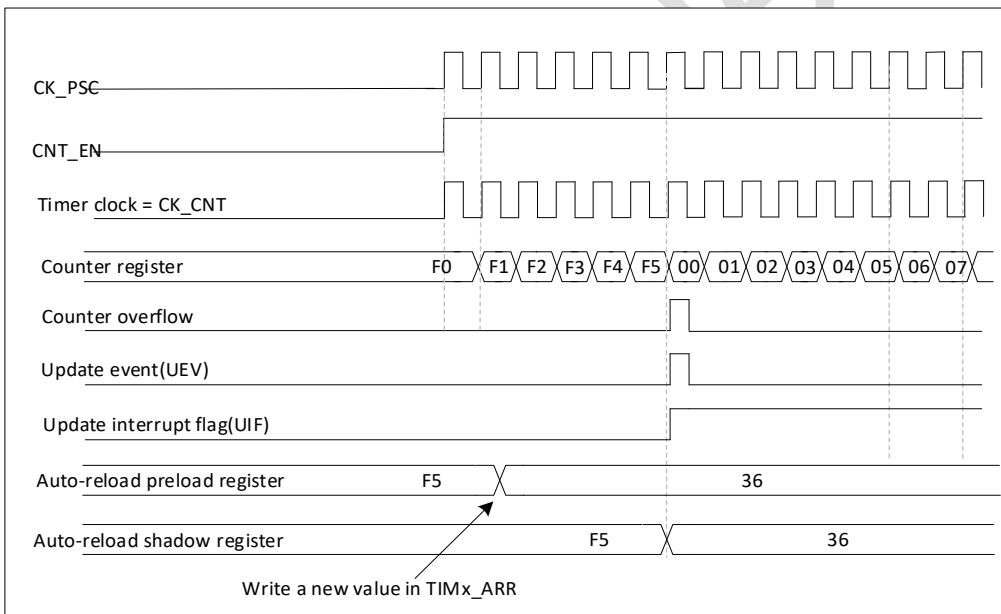 CK_PSC
CNT_EN
Timer clock = CK_CNT
Counter register F0 F1 F2 F3 F4 F5 00 01 02 03 04 05 06 07
Counter overflow
Update event(UEV)
Update interrupt flag(UIF)
Auto-reload preload register F5 36
Auto-reload shadow register F5 36
Write a new value in TIMx_ARR